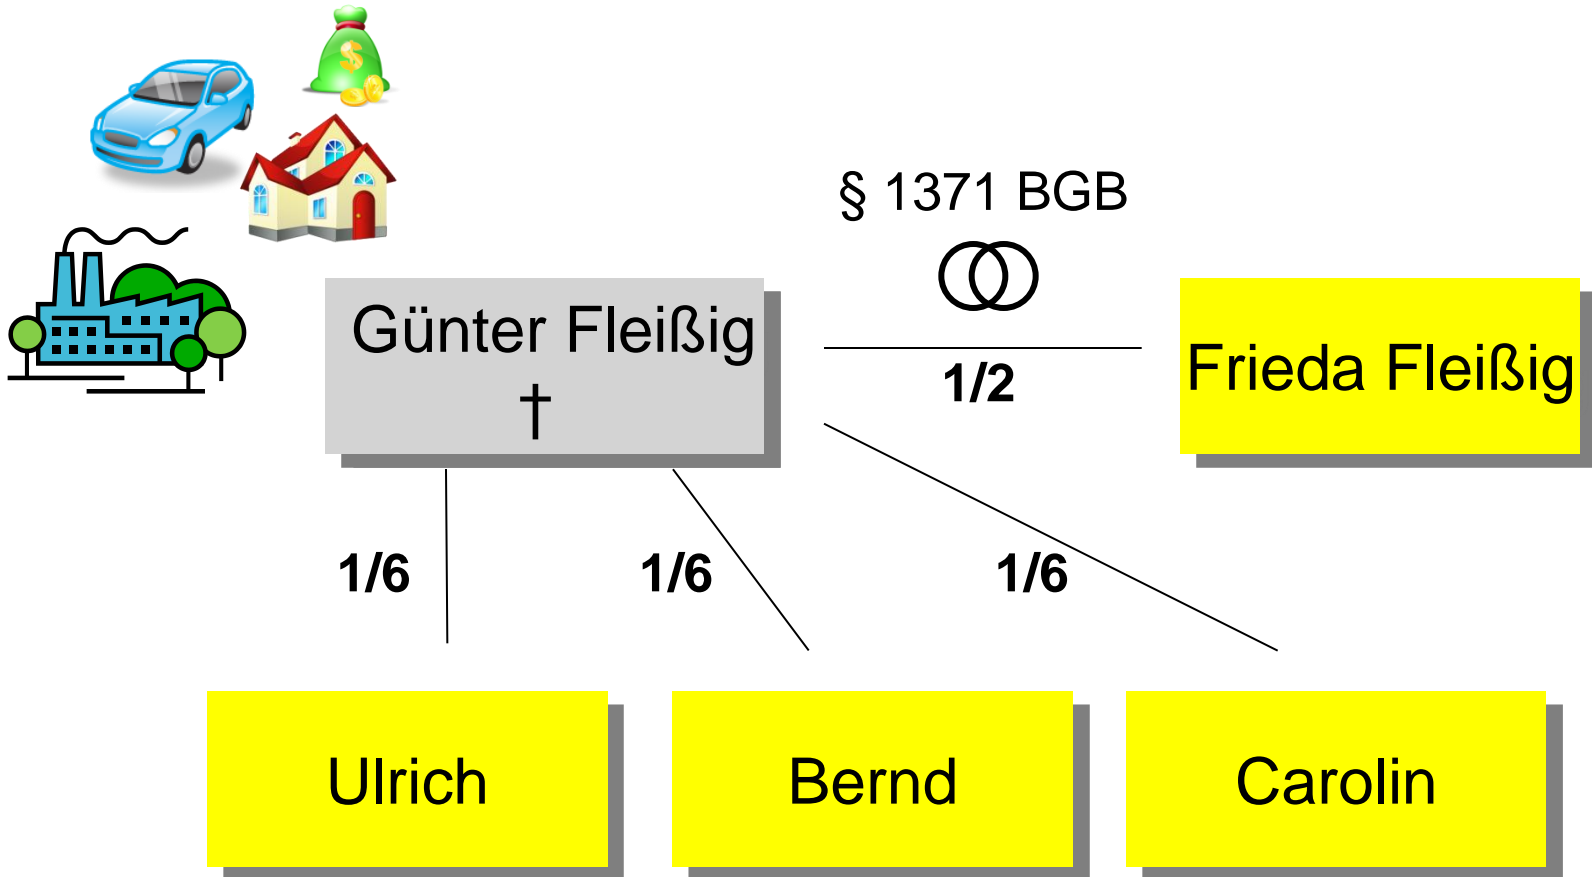 § 1371 BGB
Günter Fleißig
†
1/2
Frieda Fleißig
1/6
1/6
1/6
Ulrich
Bernd
Carolin